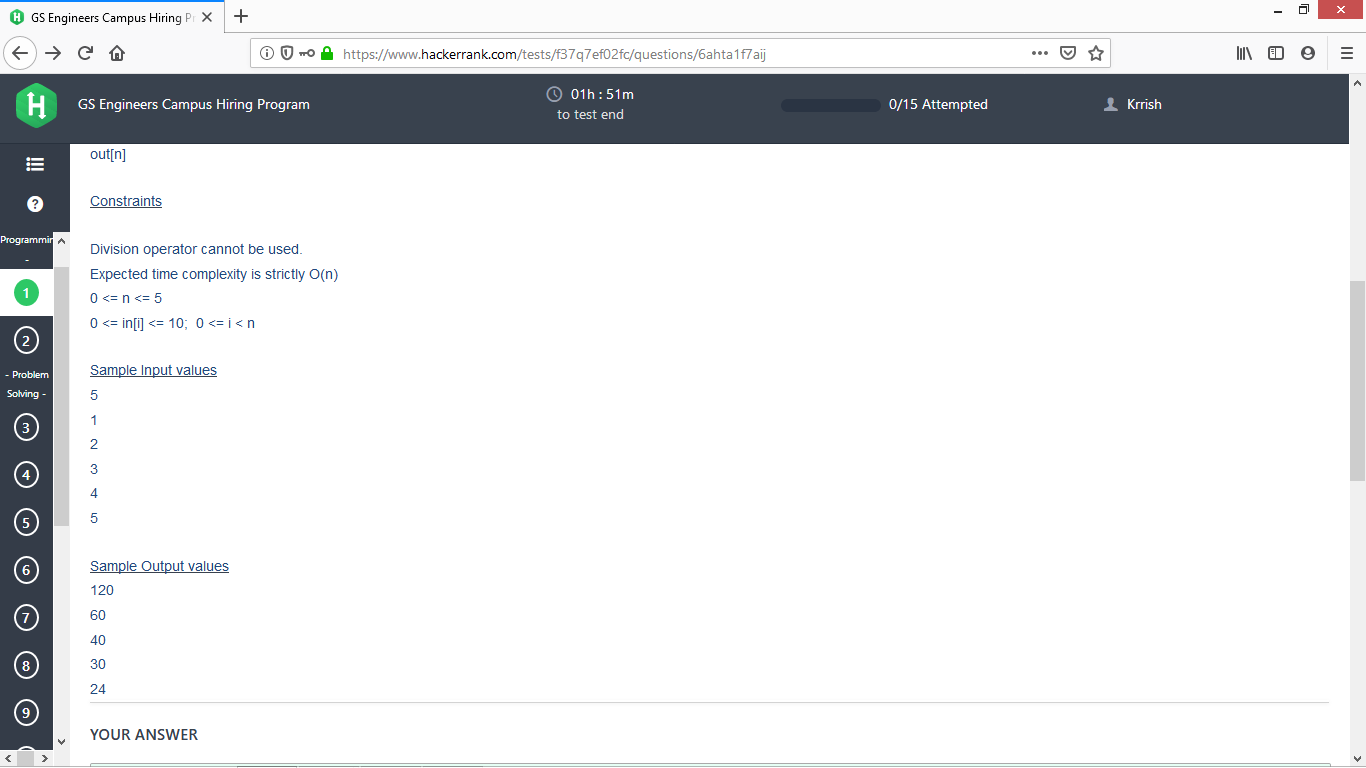 GS Engineers Campus Hiring Pr
https://www.hackerrank.com/tests/f37q7ef02fc/questions/6ahta1f7aij
H
GS Engineers Campus Hiring Program
01h : 51m
to test end
0/15 Attempted
Krrish
out[n]
Constraints
Programmin
-
Division operator cannot be used.
Expected time complexity is strictly O(n)
1
0 <= n <= 5
0 <= in[i] <= 10;  0 <= i < n
2
Sample Input values
- Problem
Solving -
5
1
3
2
3
4
4
5
5
Sample Output values
6
120
60
7
40
30
8
24
9
YOUR ANSWER